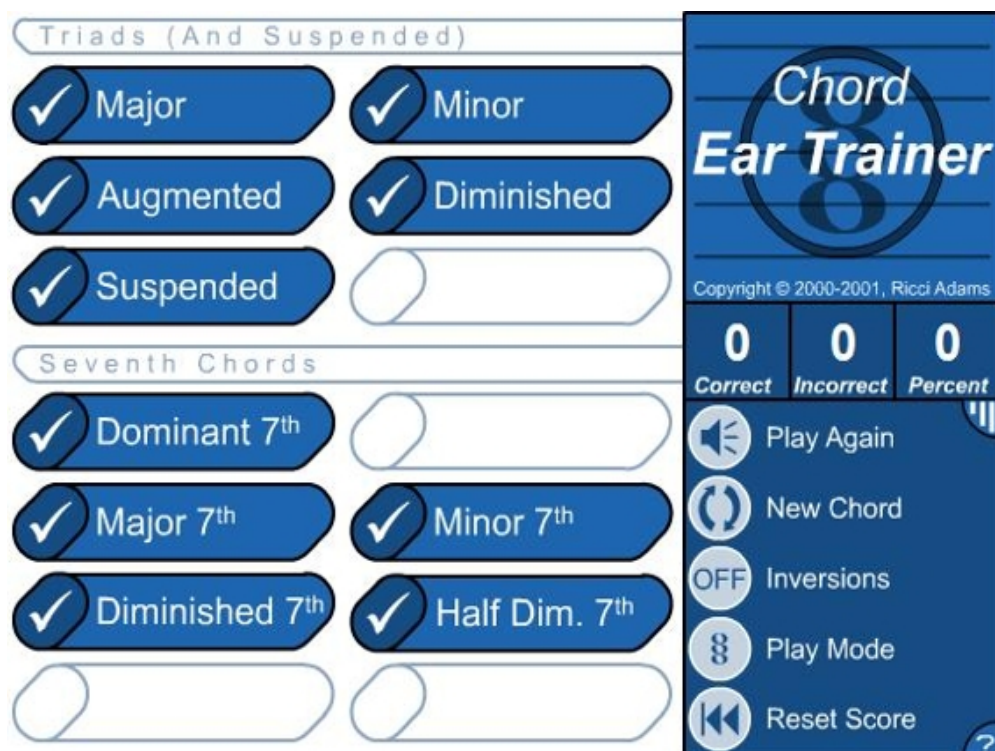 Triads (And Suspended)
Major
Minor
Augmented
Diminished
Suspended
Seventh Chords
Dominant 7th
Major 7th
Minor 7th
Diminished 7th
Half Dim. 7th
Chord
Ear Trainer
Copyright © 2000-2001, Ricci Adams
0 0 0
Correct Incorrect Percent
Play Again
New Chord
OFF Inversions
Play Mode
Reset Score
?